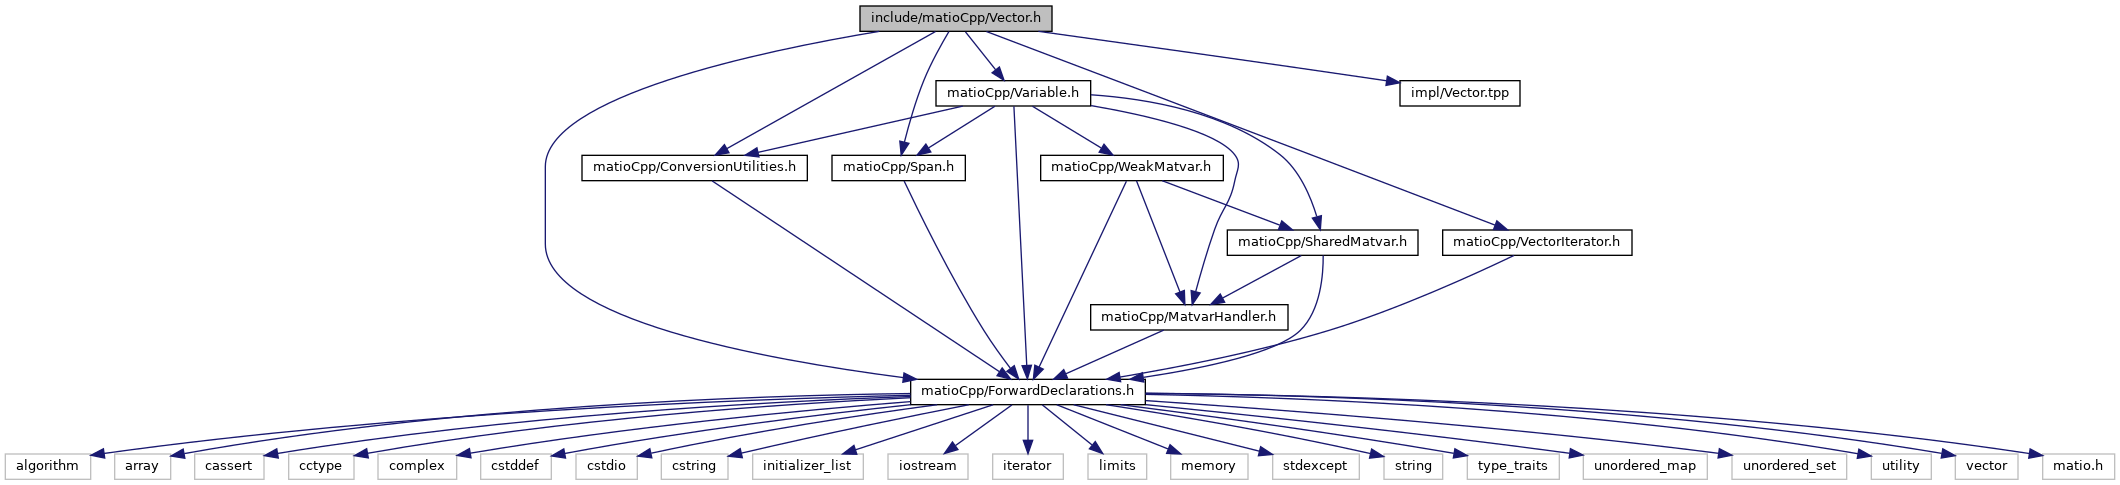 include/matioCpp/Vector.h
matioCpp/Variable.h
impl/Vector.tpp
matioCpp/ConversionUtilities.h
matioCpp/Span.h
matioCpp/WeakMatvar.h
matioCpp/SharedMatvar.h
matioCpp/VectorIterator.h
matioCpp/MatvarHandler.h
matioCpp/ForwardDeclarations.h
algorithm
array
cassert
cctype
complex
cstddef
cstdio
cstring
initializer_list
iostream
iterator
limits
memory
stdexcept
string
type_traits
unordered_map
unordered_set
utility
vector
matio.h